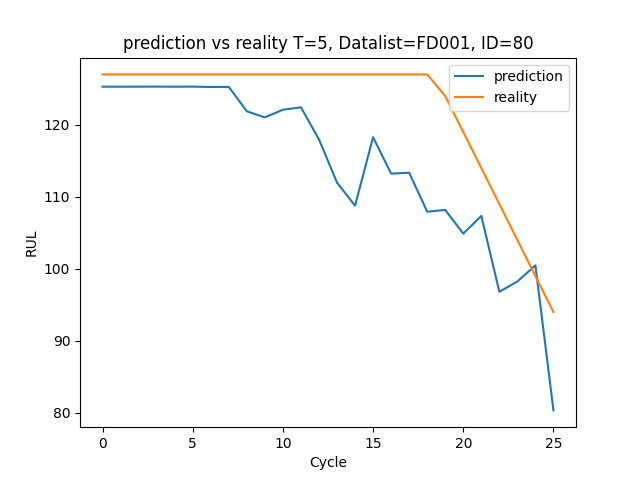 prediction vs reality T=5, Datalist=FD001, ID=80
prediction
reality
RUL
120
110
100
90
80
0 5 10 15 20 25
Cycle